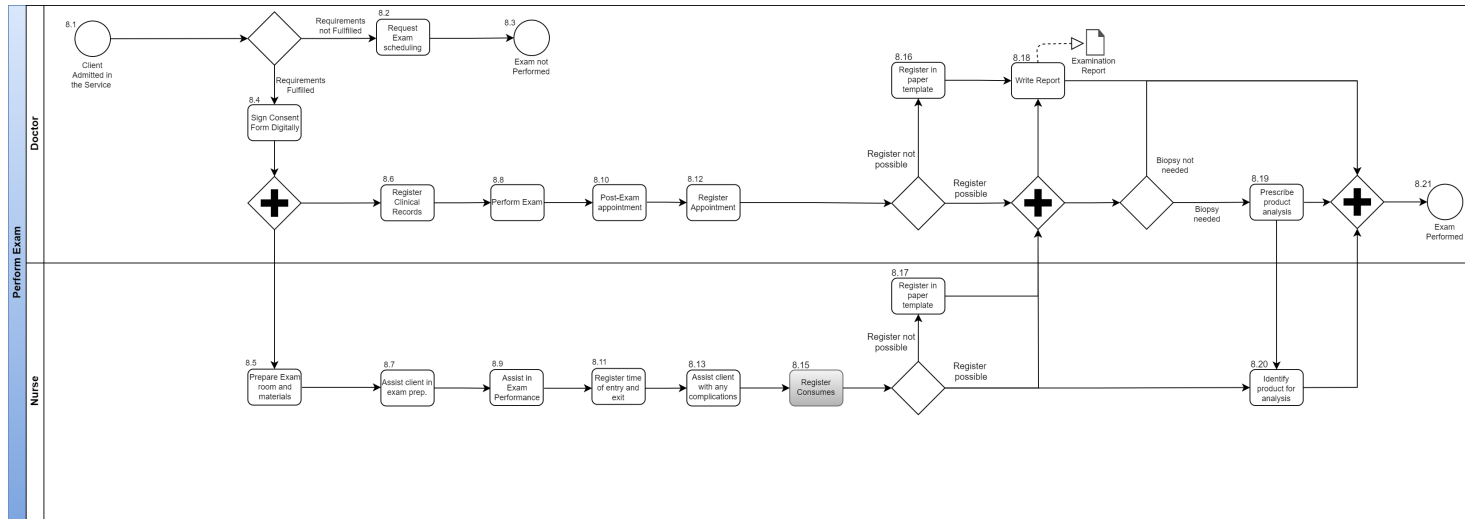 Perform Exam
Doctor
Nurse
8.1
Client
Admitted in
the Service
Requirements
not Fullfilled
8.2
Request
Exam
scheduling
8.3
Exam not
Performed
Requirements
Fulfilled
8.4
Sign Consent
Form Digitally
8.6
Register
Clinical
Records
8.8
Perform Exam
8.10
Post-Exam
appointment
8.12
Register
Appointment
Register not
possible
8.16
Register in
paper
template
Register
possible
8.18
Write Report
Examination
Report
Biopsy not
needed
Biopsy
needed
8.19
Prescribe
product
analysis
8.21
Exam
Performed
8.5
Prepare Exam
room and
materials
8.7
Assist client in
exam prep.
8.9
Assist in
Exam
Performance
8.11
Register time
of entry and
exit
8.13
Assist client
with any
complications
8.15
Register
Consumes
Register not
possible
8.17
Register in
paper
template
Register
possible
8.20
Identify
product for
analysis